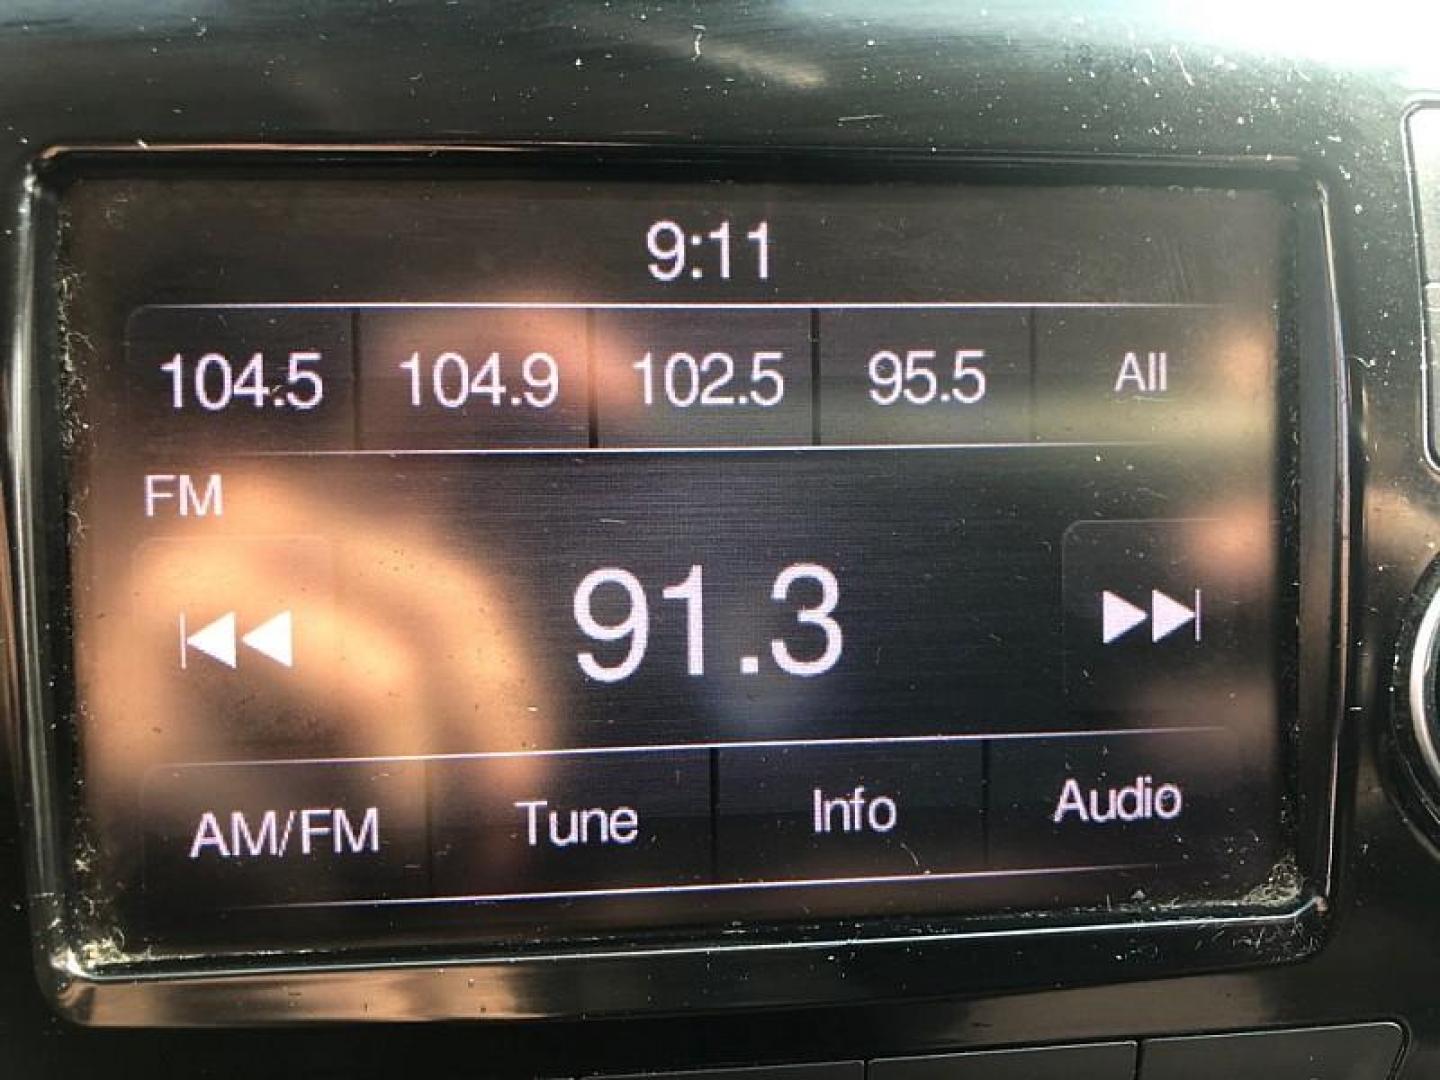 9:11
104.5 104.9 102.5 95.5 All
FM
91.3
AM/FM Tune Info Audio